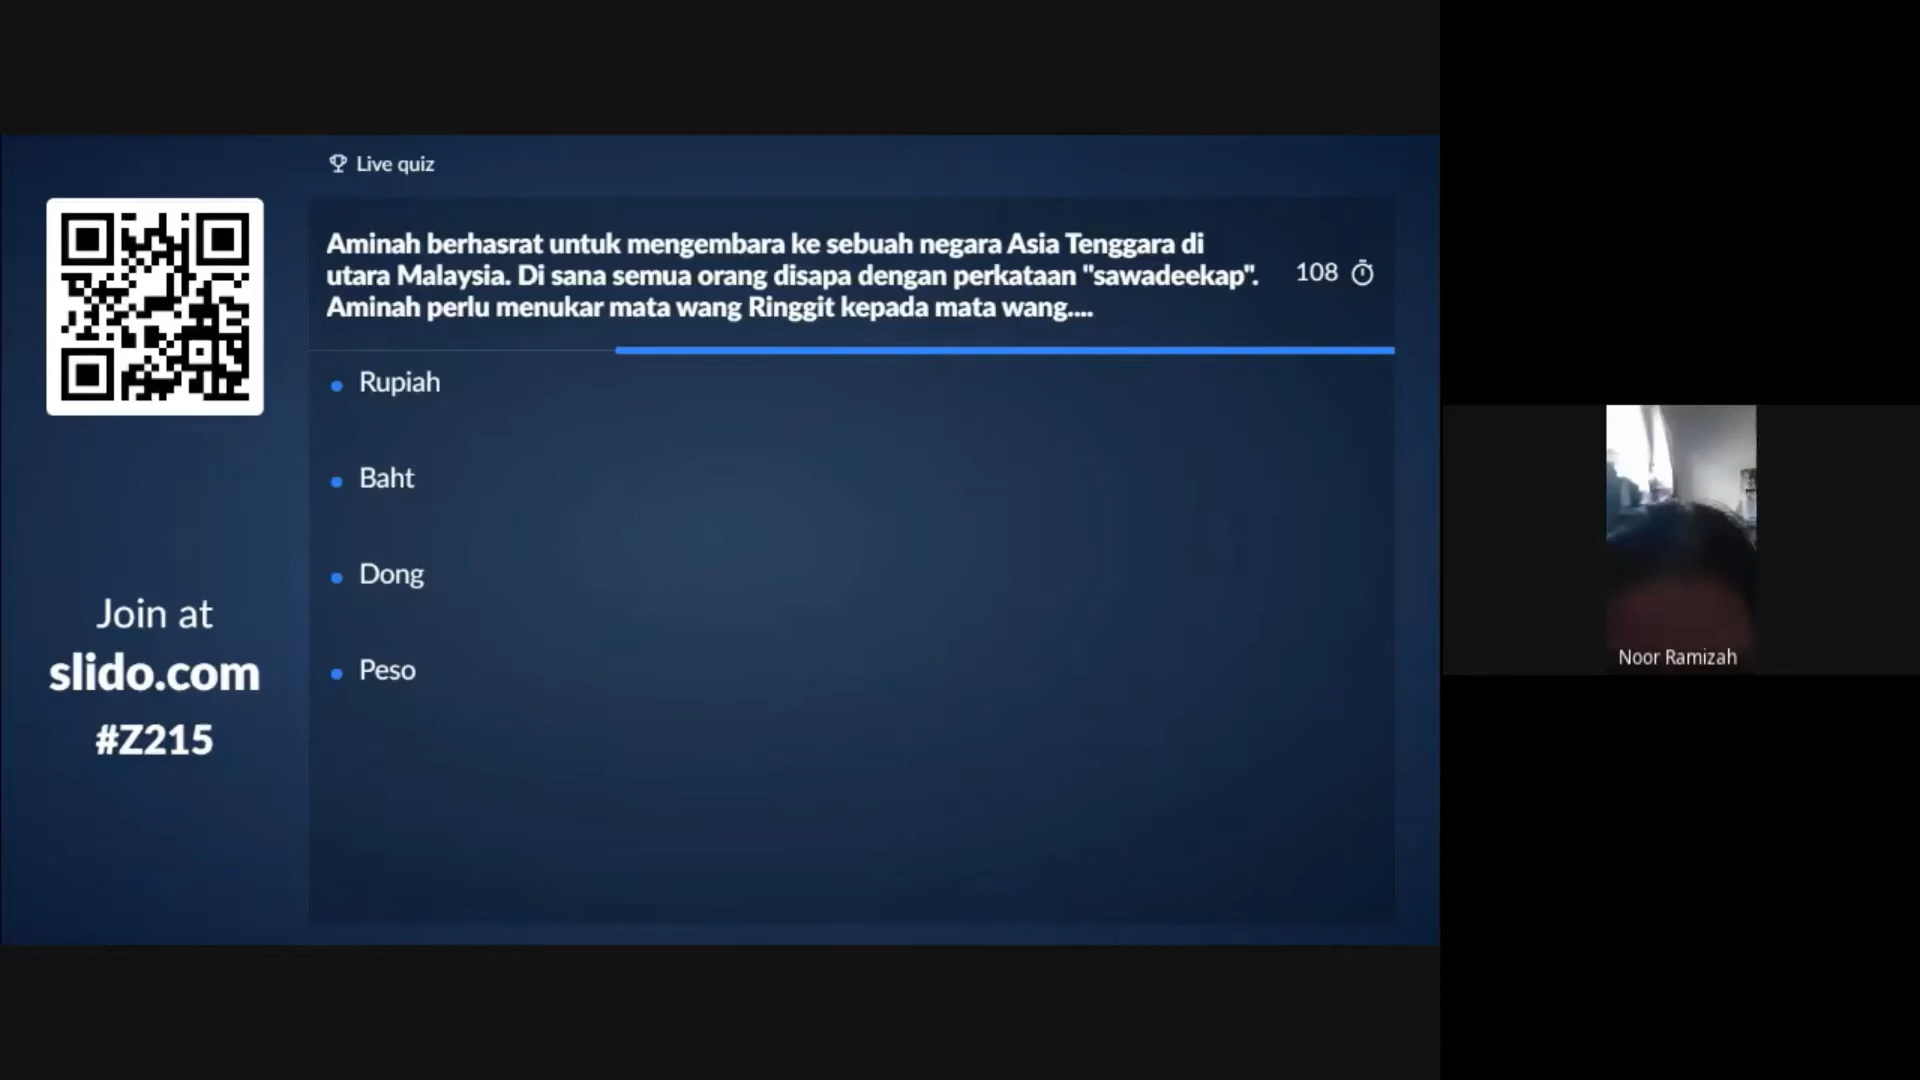 Live quiz
Aminah berhasrat untuk mengembara ke sebuah negara Asia Tenggara di
utara Malaysia. Di sana semua orang disapa dengan perkataan "sawadeekap".
Aminah perlu menukar mata wang Ringgit kepada mata wang....
108
Rupiah
Baht
Dong
Peso
Join at
slido.com
#Z215
Noor Ramizah